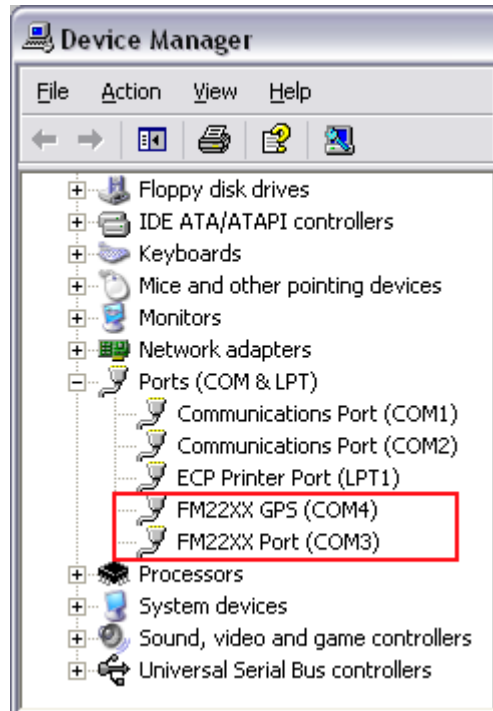 Device Manager
File Action View Help
Floppy disk drives
IDE ATA/ATAPI controllers
Keyboards
Mice and other pointing devices
Monitors
Network adapters
Ports (COM & LPT)
Communications Port (COM1)
Communications Port (COM2)
ECP Printer Port (LPT1)
FM22XX GPS (COM4)
FM22XX Port (COM3)
Processors
System devices
Sound, video and game controllers
Universal Serial Bus controllers